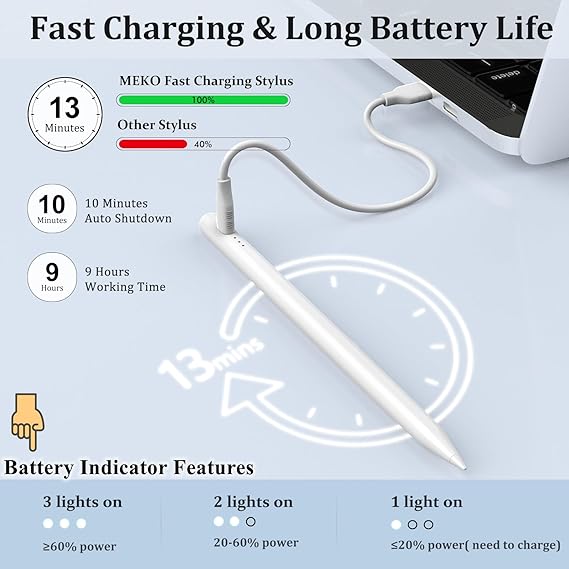 Fast Charging & Long Battery Life
13
Minutes
MEKO Fast Charging Stylus
100%
Other Stylus
40%
10
Minutes
10 Minutes
Auto Shutdown
9
Hours
9 Hours
Working Time
delete
13mins
Battery Indicator Features
3 lights on
≥60% power
2 lights on
20-60% power
1 light on
≤20% power( need to charge)